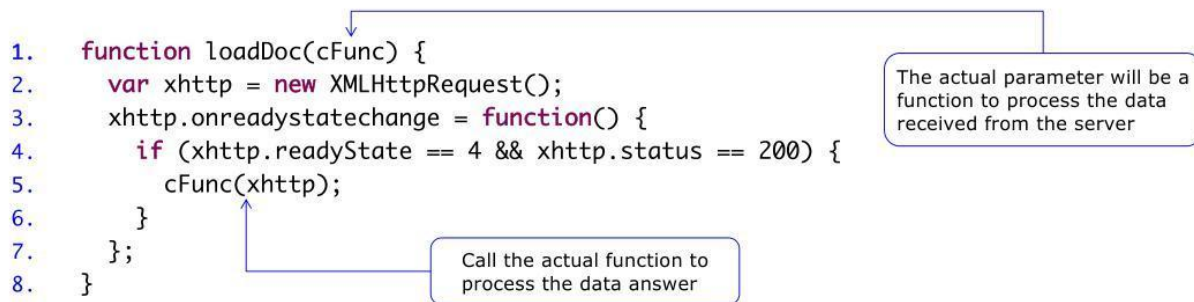 1. function loadDoc(cFunc) {
2. var xhttp = new XMLHttpRequest();
3. xhttp.onreadystatechange = function() {
4. if (xhttp.readyState == 4 && xhttp.status == 200) {
5. cFunc(xhttp);
6. }
7. };
8. }
The actual parameter will be a
function to process the data
received from the server
Call the actual function to
process the data answer